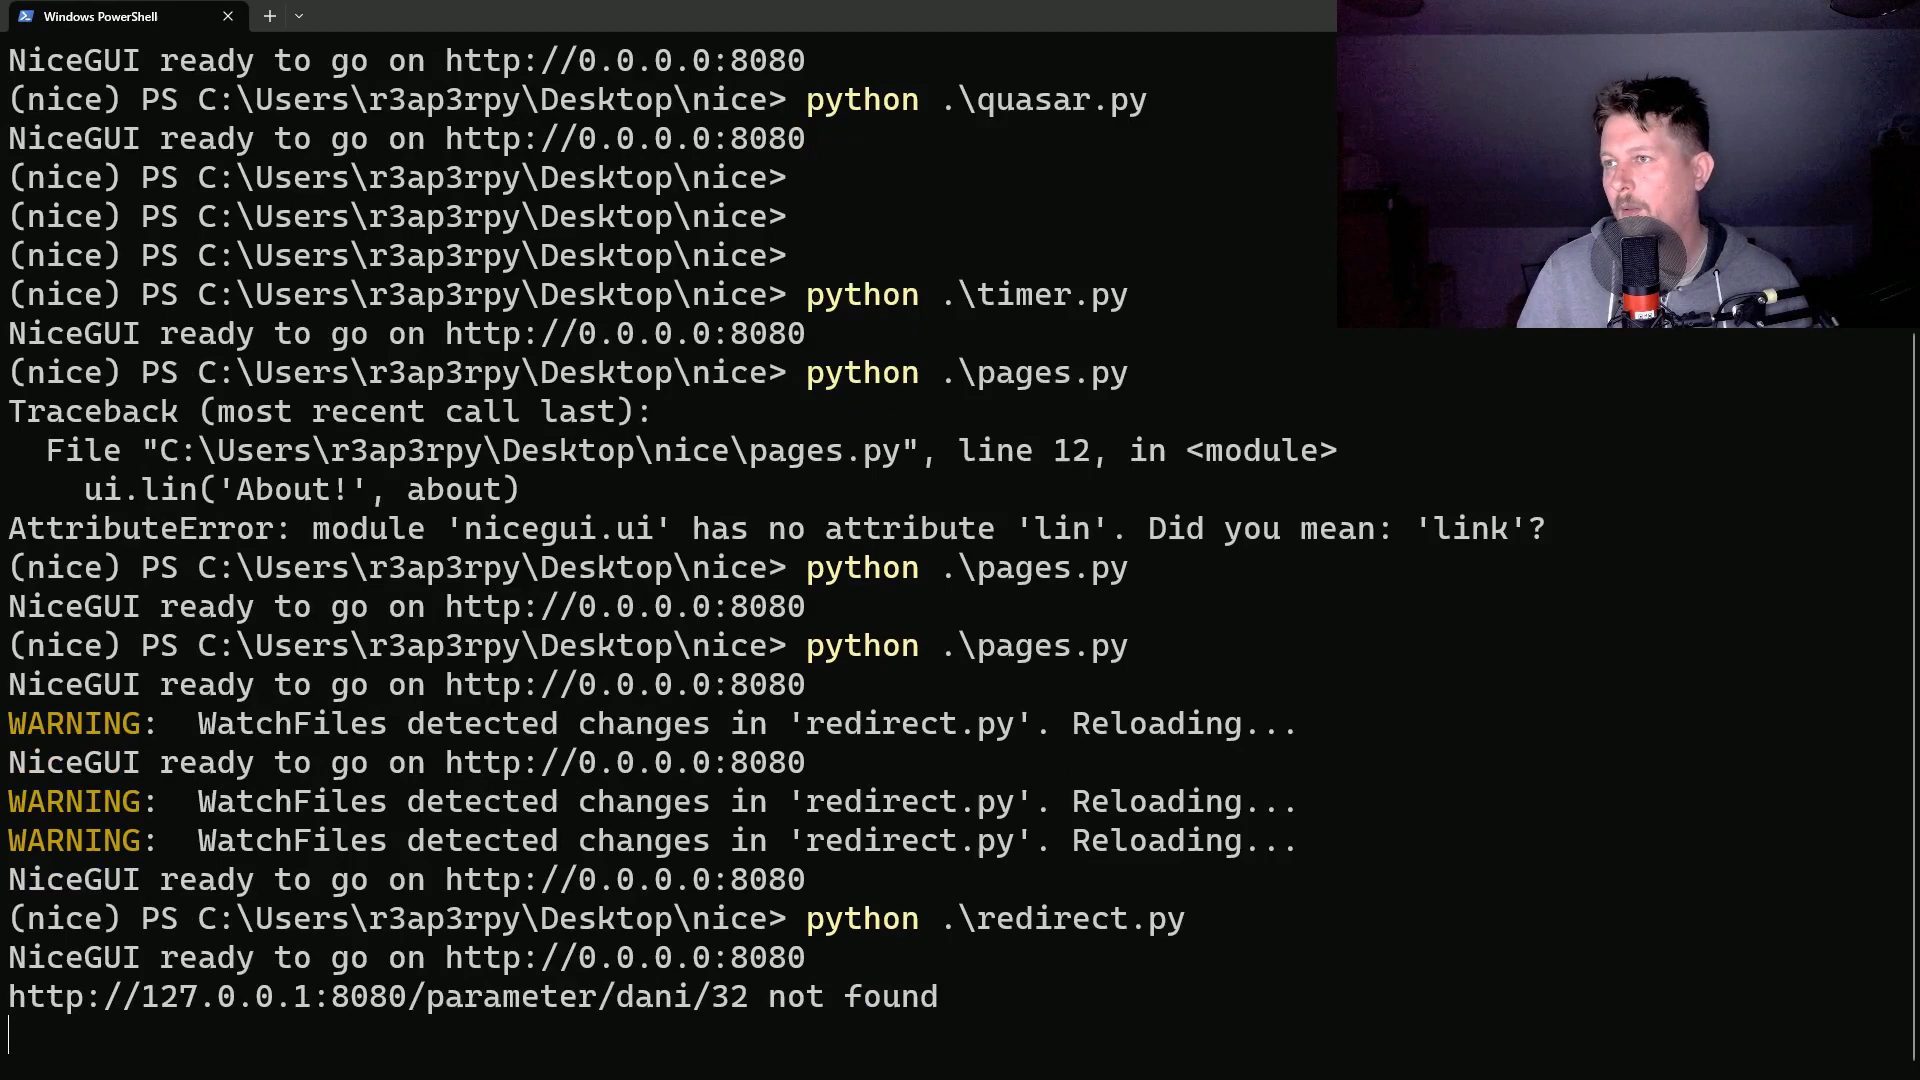 Windows PowerShell
NiceGUI ready to go on http://0.0.0.0:8080
(nice) PS C:\Users\r3ap3rpy\Desktop\nice> python .\quasar.py
NiceGUI ready to go on http://0.0.0.0:8080
(nice) PS C:\Users\r3ap3rpy\Desktop\nice>
(nice) PS C:\Users\r3ap3rpy\Desktop\nice>
(nice) PS C:\Users\r3ap3rpy\Desktop\nice>
(nice) PS C:\Users\r3ap3rpy\Desktop\nice> python .\timer.py
NiceGUI ready to go on http://0.0.0.0:8080
(nice) PS C:\Users\r3ap3rpy\Desktop\nice> python .\pages.py
Traceback (most recent call last):
  File "C:\Users\r3ap3rpy\Desktop\nice\pages.py", line 12, in <module>
    ui.lin('About!', about)
AttributeError: module 'nicegui.ui' has no attribute 'lin'. Did you mean: 'link'?
(nice) PS C:\Users\r3ap3rpy\Desktop\nice> python .\pages.py
NiceGUI ready to go on http://0.0.0.0:8080
(nice) PS C:\Users\r3ap3rpy\Desktop\nice> python .\pages.py
NiceGUI ready to go on http://0.0.0.0:8080
WARNING:  WatchFiles detected changes in 'redirect.py'. Reloading...
NiceGUI ready to go on http://0.0.0.0:8080
WARNING:  WatchFiles detected changes in 'redirect.py'. Reloading...
WARNING:  WatchFiles detected changes in 'redirect.py'. Reloading...
NiceGUI ready to go on http://0.0.0.0:8080
(nice) PS C:\Users\r3ap3rpy\Desktop\nice> python .\redirect.py
NiceGUI ready to go on http://0.0.0.0:8080
http://127.0.0.1:8080/parameter/dani/32 not found